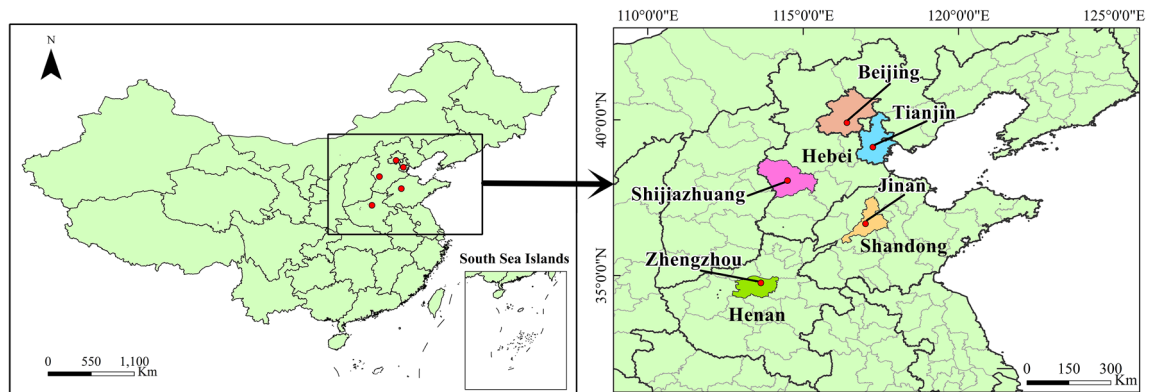 N
South Sea Islands
0 550 1,100
Km
110°0'0"E 115°0'0"E 120°0'0"E 125°0'0"E
40°0'0"N
35°0'0"N
Beijing
Tianjin
Hebei
Shijiazhuang
Jinan
Shandong
Zhengzhou
Henan
0 150 300
Km